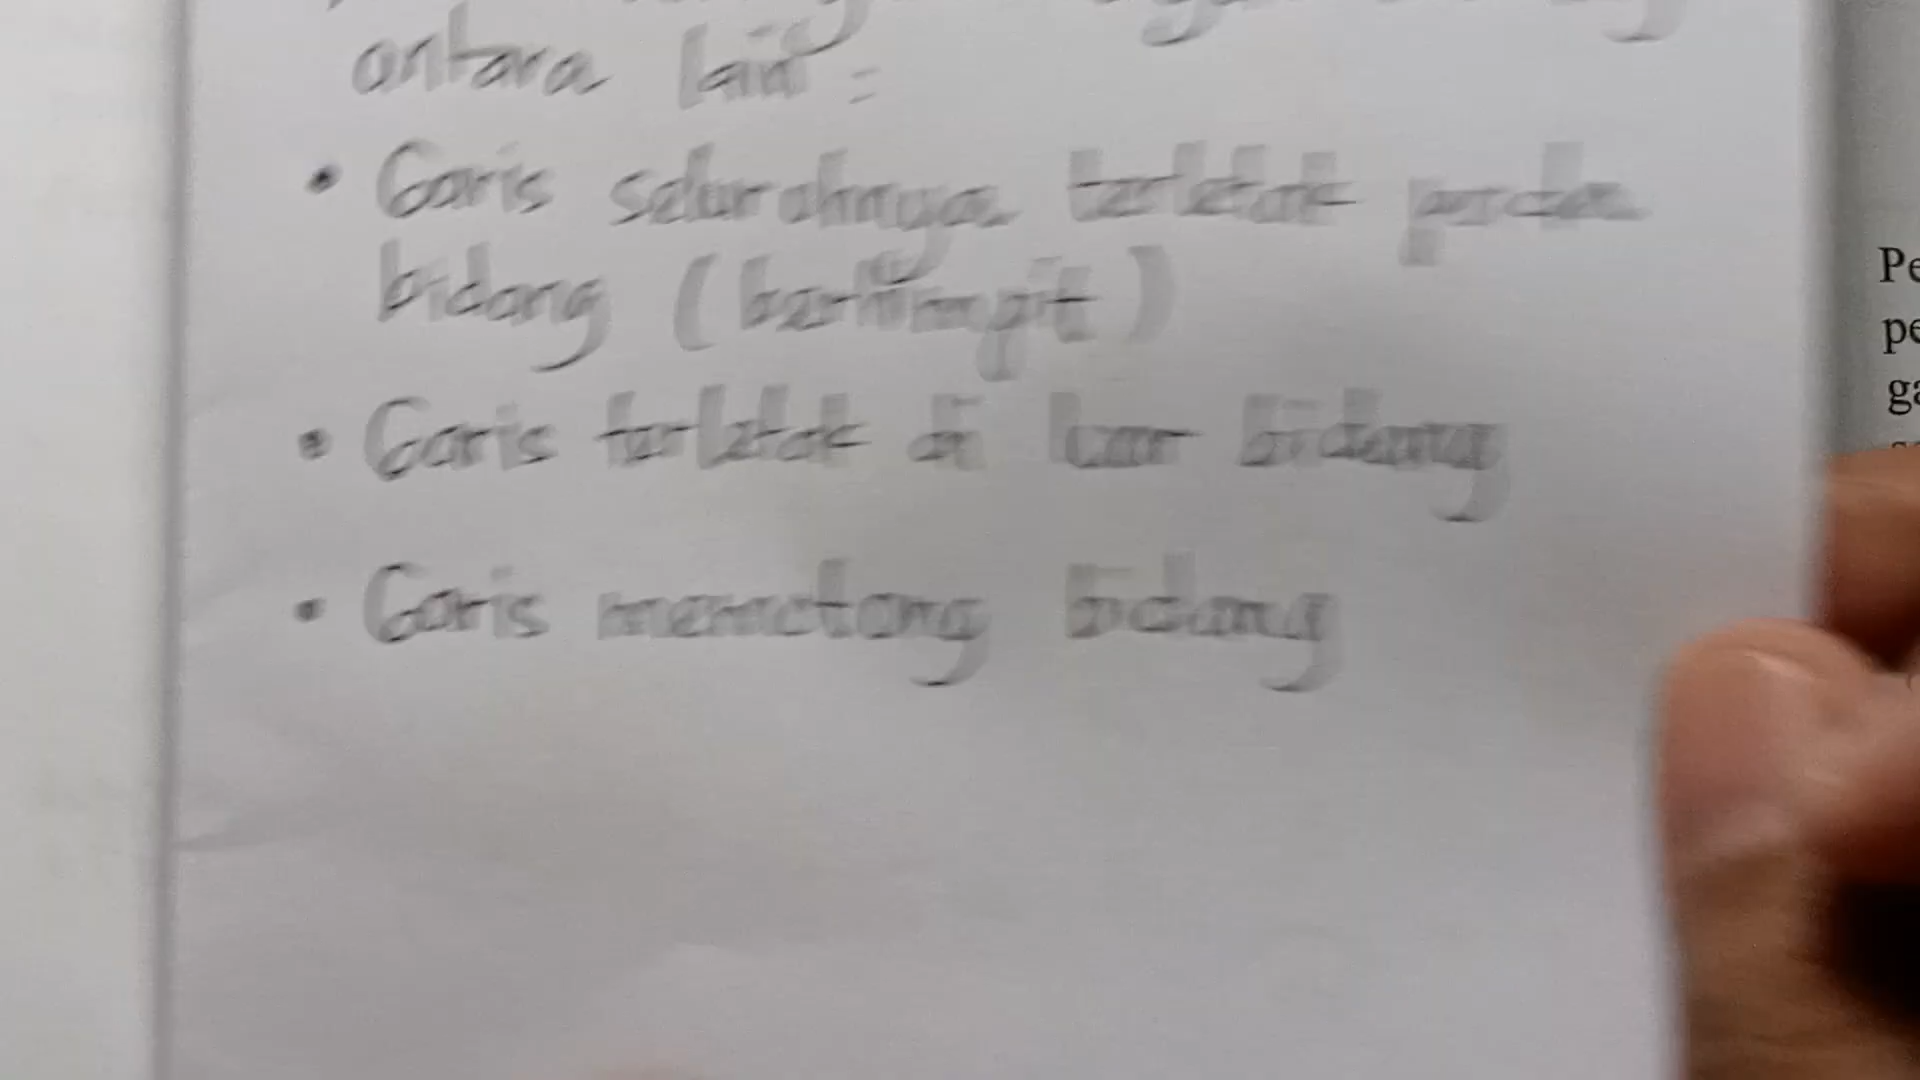 antara lain :
• Garis seluruhnya terletak pada
bidang (berhimpit)
• Garis terletak di luar bidang
• Garis memotong bidang
Pe
pe
ga